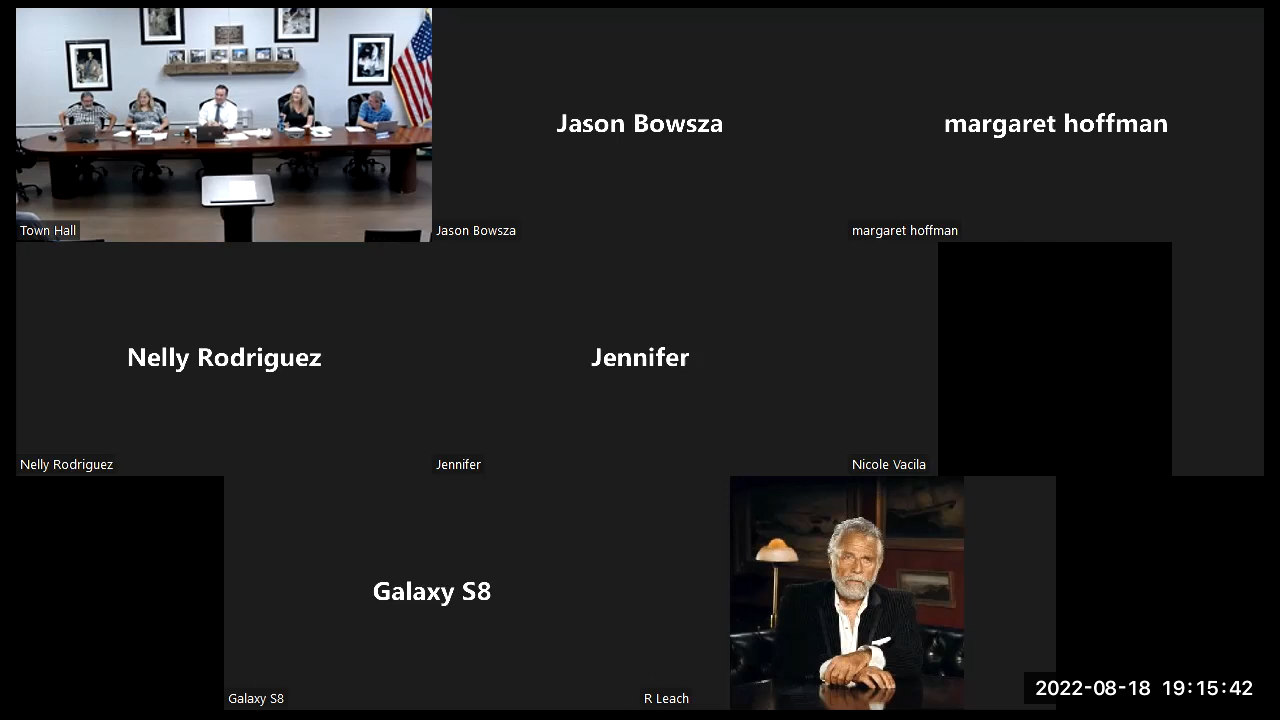 Jason Bowsza
margaret hoffman
Town Hall
Jason Bowsza
margaret hoffman
Nelly Rodriguez
Jennifer
Nelly Rodriguez
Jennifer
Nicole Vacila
Galaxy S8
Galaxy S8
R Leach
2022-08-18 19:15:42